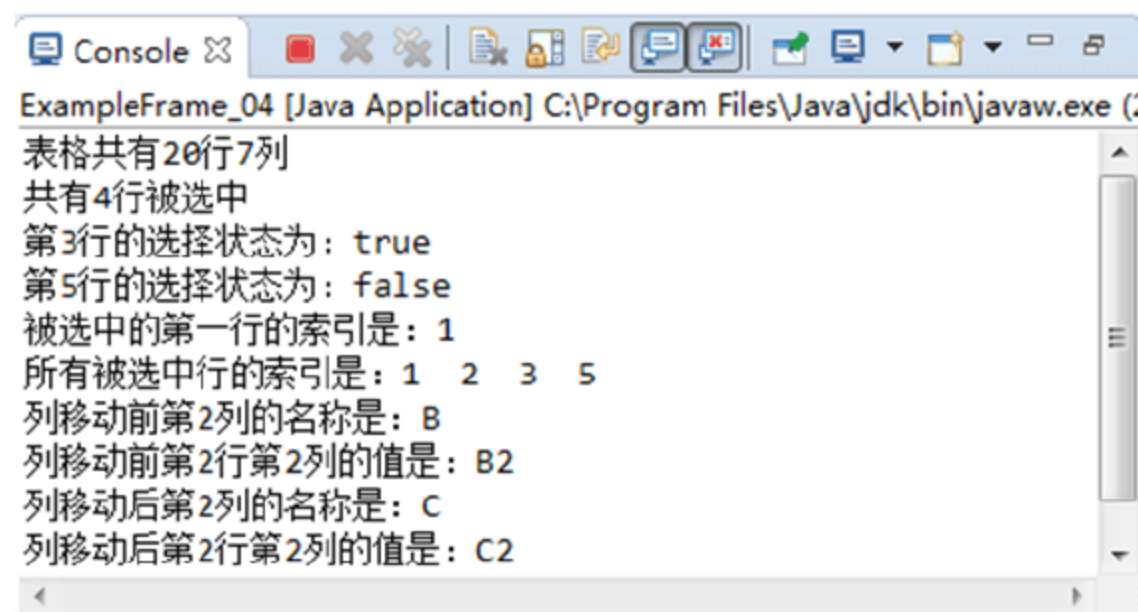 Console
ExampleFrame_04 [Java Application] C:\Program Files\Java\jdk\bin\javaw.exe (
表格共有20行7列
共有4行被选中
第3行的选择状态为：true
第5行的选择状态为：false
被选中的第一行的索引是：1
所有被选中行的索引是：1 2 3 5
列移动前第2列的名称是：B
列移动前第2行第2列的值是：B2
列移动后第2列的名称是：C
列移动后第2行第2列的值是：C2